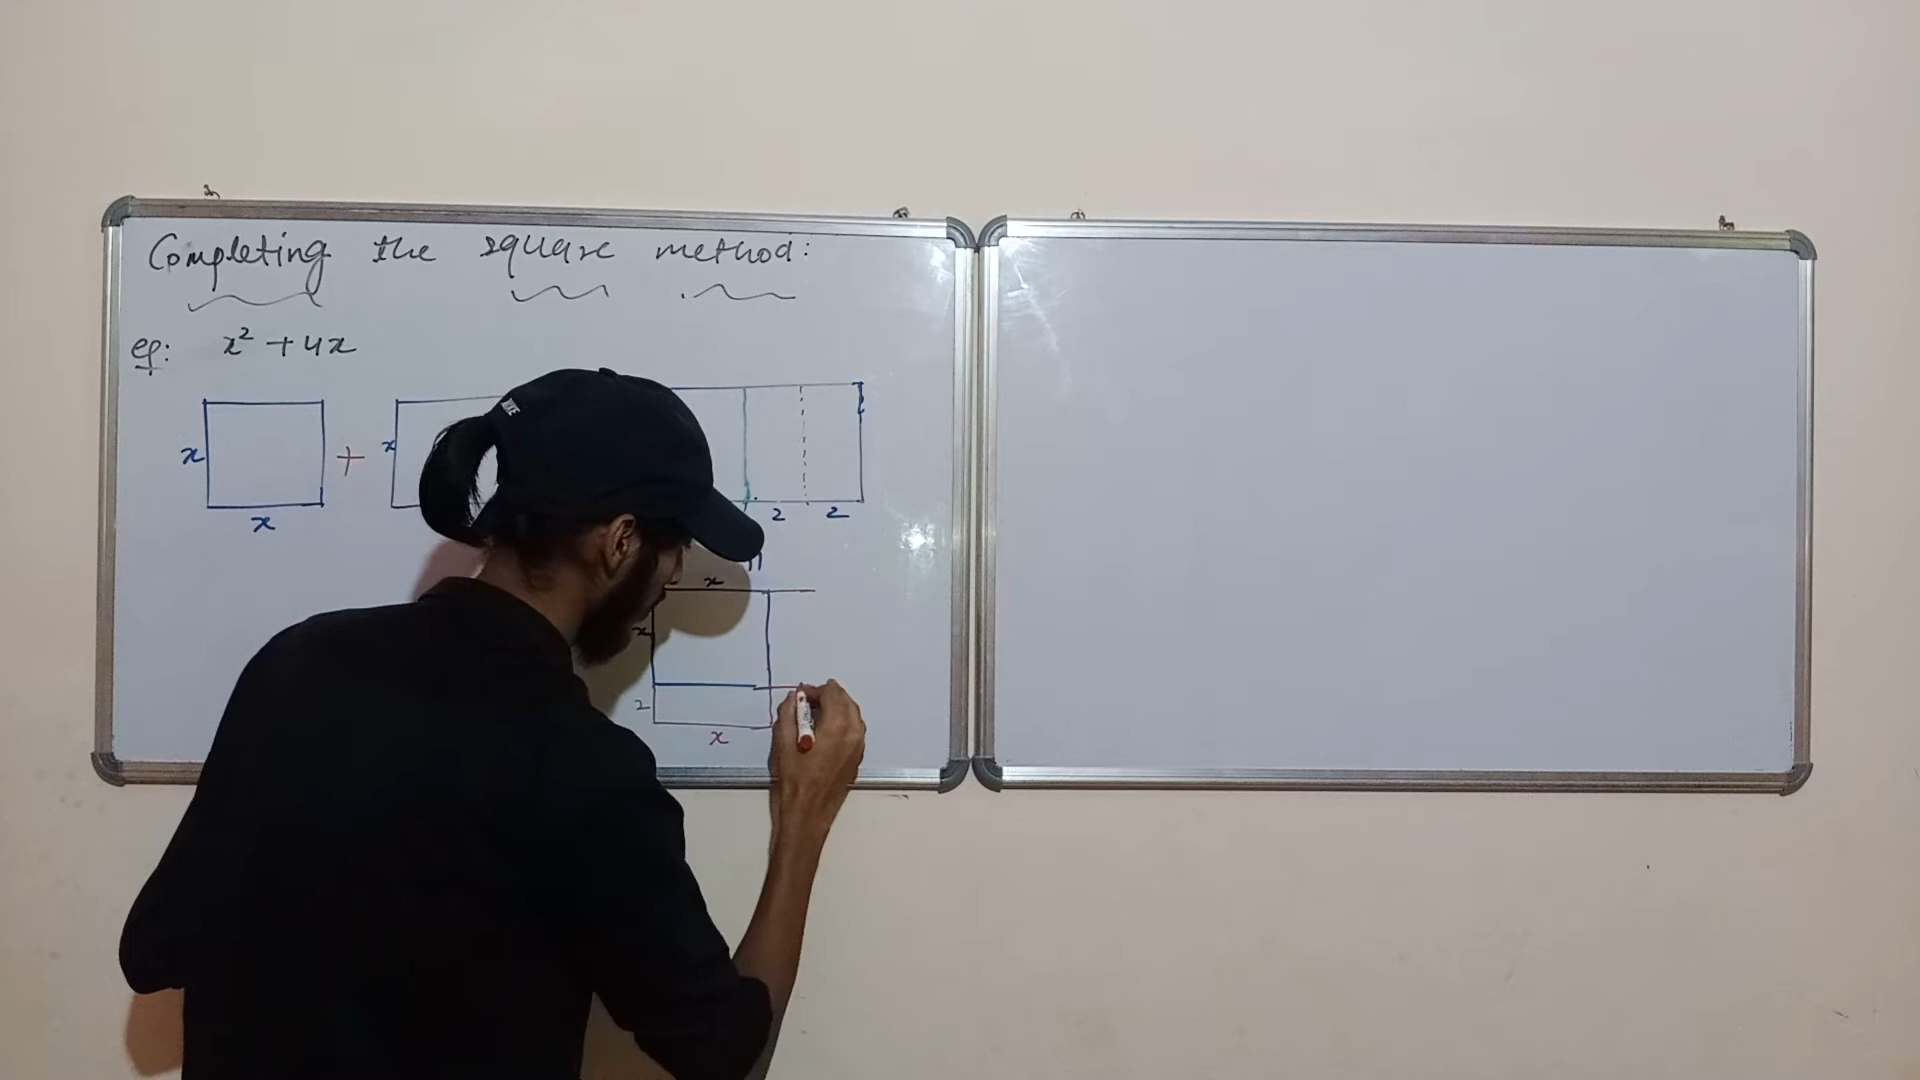 Completing the square method:
eg: x² + 4x
x + x
x 2 2
=
x
x
2
x